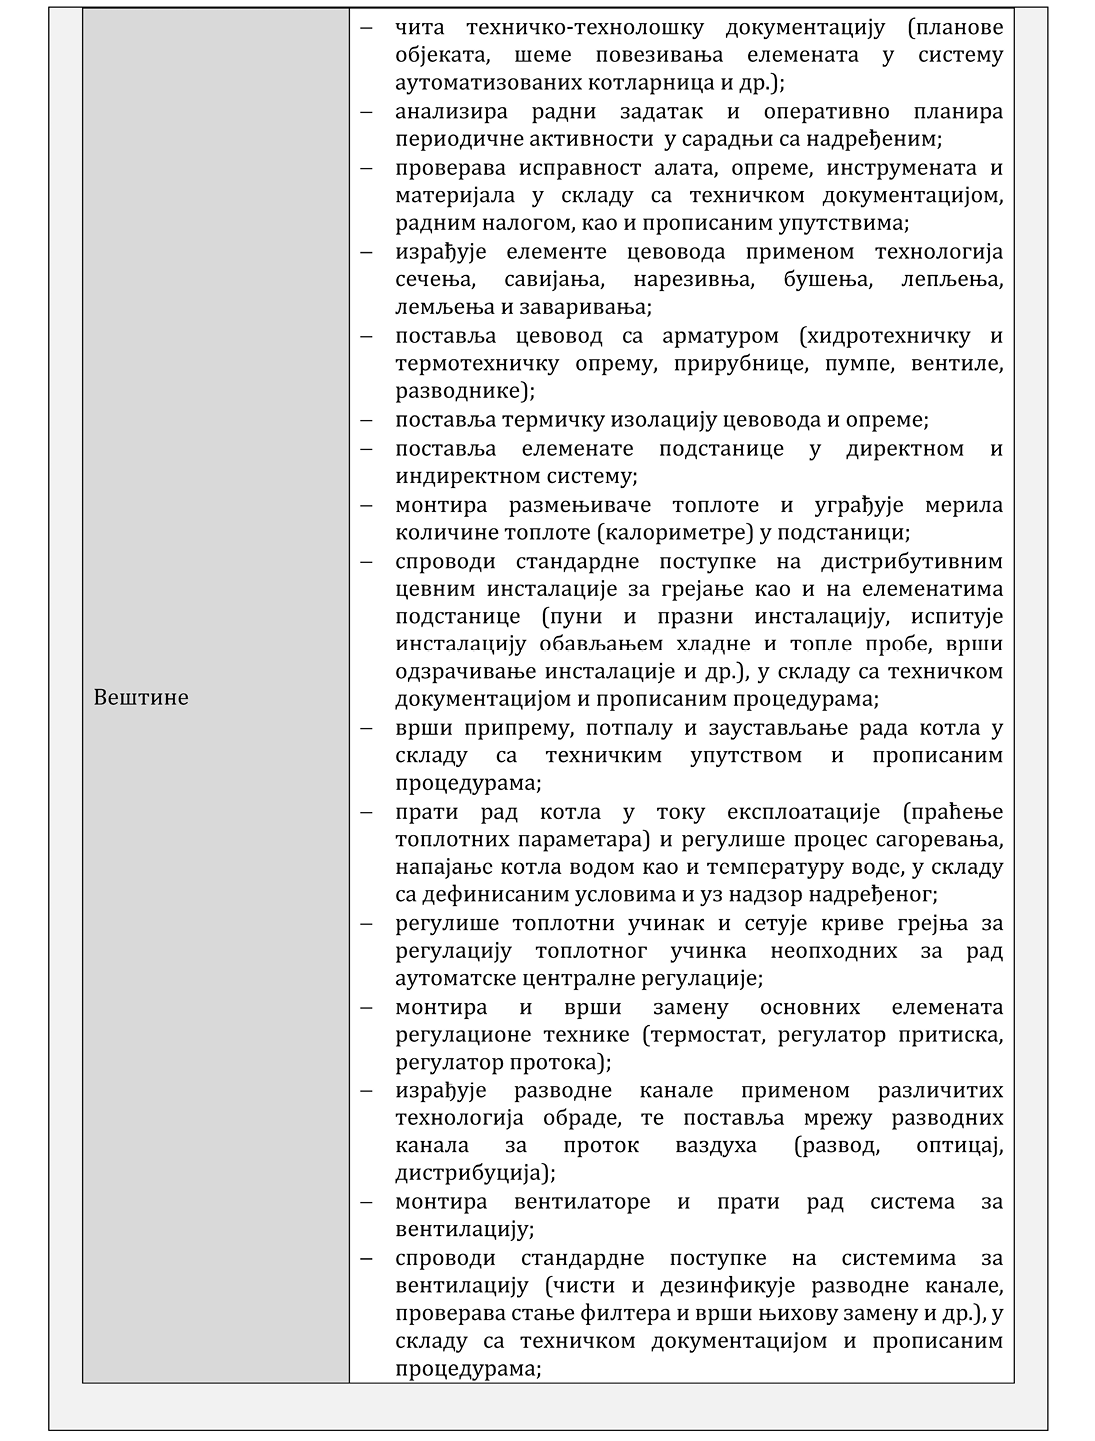 Вештине
– чита техничко-технолошку документацију (планове
објеката, шеме повезивања елемената у систему
аутоматизованих котларница и др.);
– анализира радни задатак и оперативно планира
периодичне активности у сарадњи са надређеним;
– проверава исправност алата, опреме, инструмената и
материјала у складу са техничком документацијом,
радним налогом, као и прописаним упутствима;
– израђује елементе цевовода применом технологија
сечења, савијања, нарезивња, бушења, лепљења,
лемљења и заваривања;
– поставља цевовод са арматуром (хидротехничку и
термотехничку опрему, прирубнице, пумпе, вентиле,
разводнике);
– поставља термичку изолацију цевовода и опреме;
– поставља елеменате подстанице у директном и
индиректном систему;
– монтира размењиваче топлоте и уграђује мерила
количине топлоте (калориметре) у подстаници;
– спроводи стандардне поступке на дистрибутивним
цевним инсталације за грејање као и на елеменатима
подстанице (пуни и празни инсталацију, испитује
инсталацију обављањем хладне и топле пробе, врши
одзрачивање инсталације и др.), у складу са техничком
документацијом и прописаним процедурама;
– врши припрему, потпалу и заустављање рада котла у
складу са техничким упутством и прописаним
процедурама;
– прати рад котла у току експлоатације (праћење
топлотних параметара) и регулише процес сагоревања,
напајање котла водом као и температуру воде, у складу
са дефинисаним условима и уз надзор надређеног;
– регулише топлотни учинак и сетује криве грејња за
регулацију топлотног учинка неопходних за рад
аутоматске централне регулације;
– монтира и врши замену основних елемената
регулационе технике (термостат, регулатор притиска,
регулатор протока);
– израђује разводне канале применом различитих
технологија обраде, те поставља мрежу разводних
канала за проток ваздуха (развод, оптицај,
дистрибуција);
– монтира вентилаторе и прати рад система за
вентилацију;
– спроводи стандардне поступке на системима за
вентилацију (чисти и дезинфикује разводне канале,
проверава стање филтера и врши њихову замену и др.), у
складу са техничком документацијом и прописаним
процедурама;